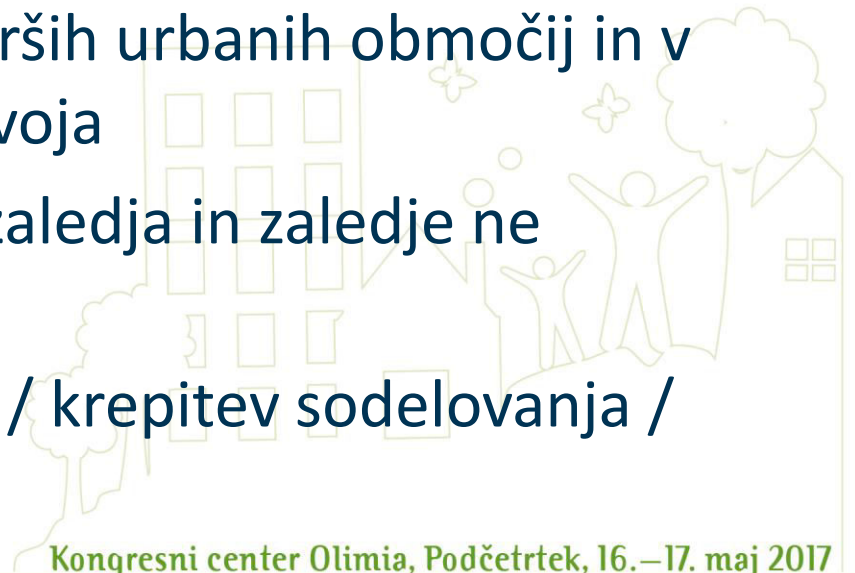 rših urbanih območij in v
voja
zaledja in zaledje ne
/ krepitev sodelovanja /
Kongresni center Olimia, Podčetrtek, 16.–17. maj 2017